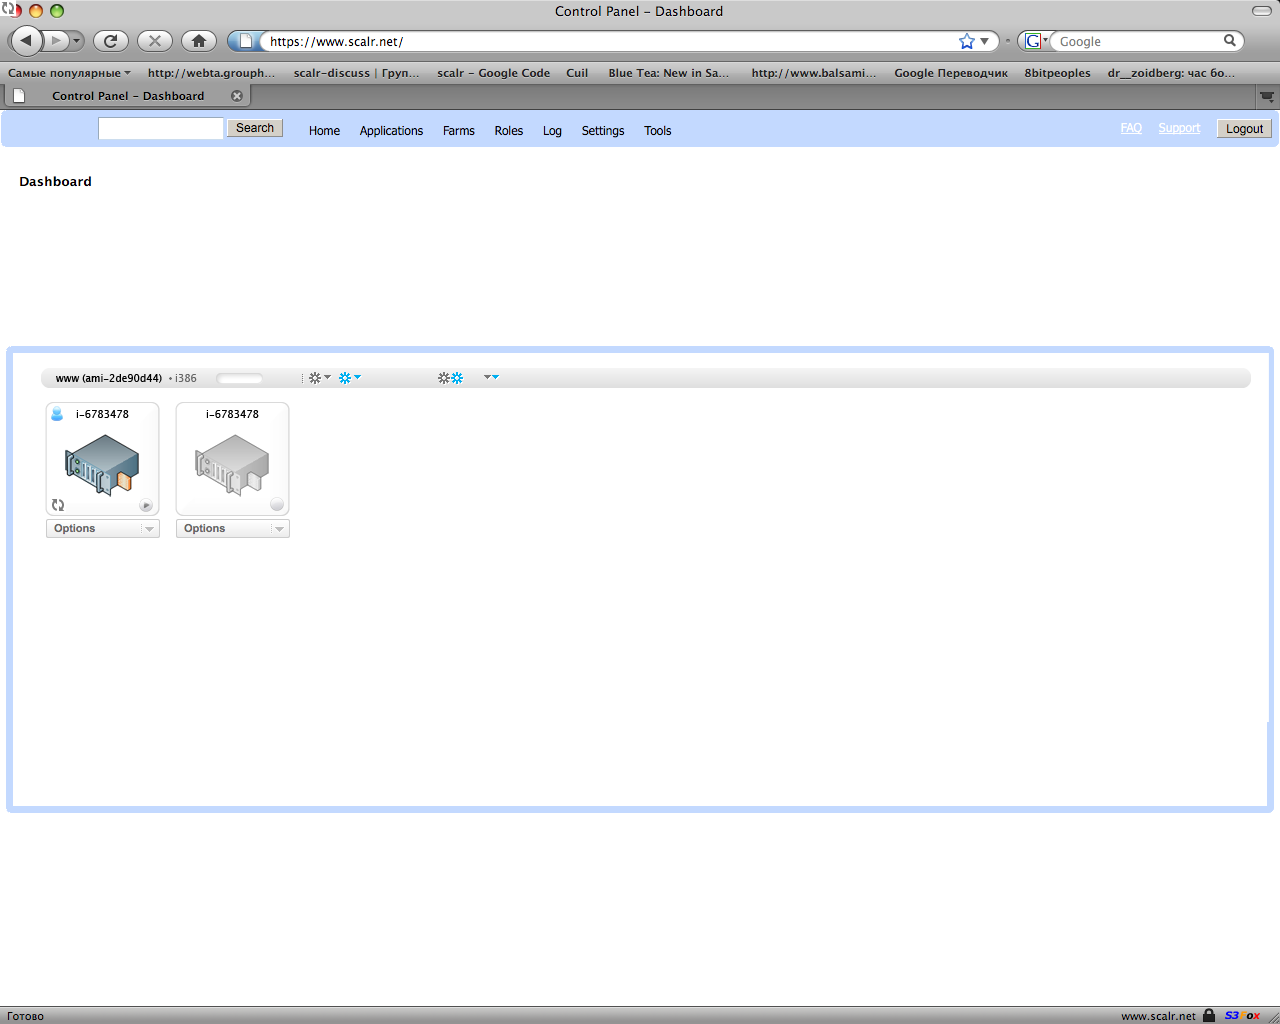 Control Panel – Dashboard
https://www.scalr.net/
G Google
Самые популярные http://webta.grouph... scalr-discuss | Груп... scalr – Google Code Cuil Blue Tea: New in Sa... http://www.balsami... Google Переводчик 8bitpeoples dr__zoidberg: час бо...
Control Panel – Dashboard
Search Home Applications Farms Roles Log Settings Tools FAQ Support Logout
Dashboard
www (ami-2de90d44) • i386
i-6783478 i-6783478
Options Options
Готово www.scalr.net S3Fox